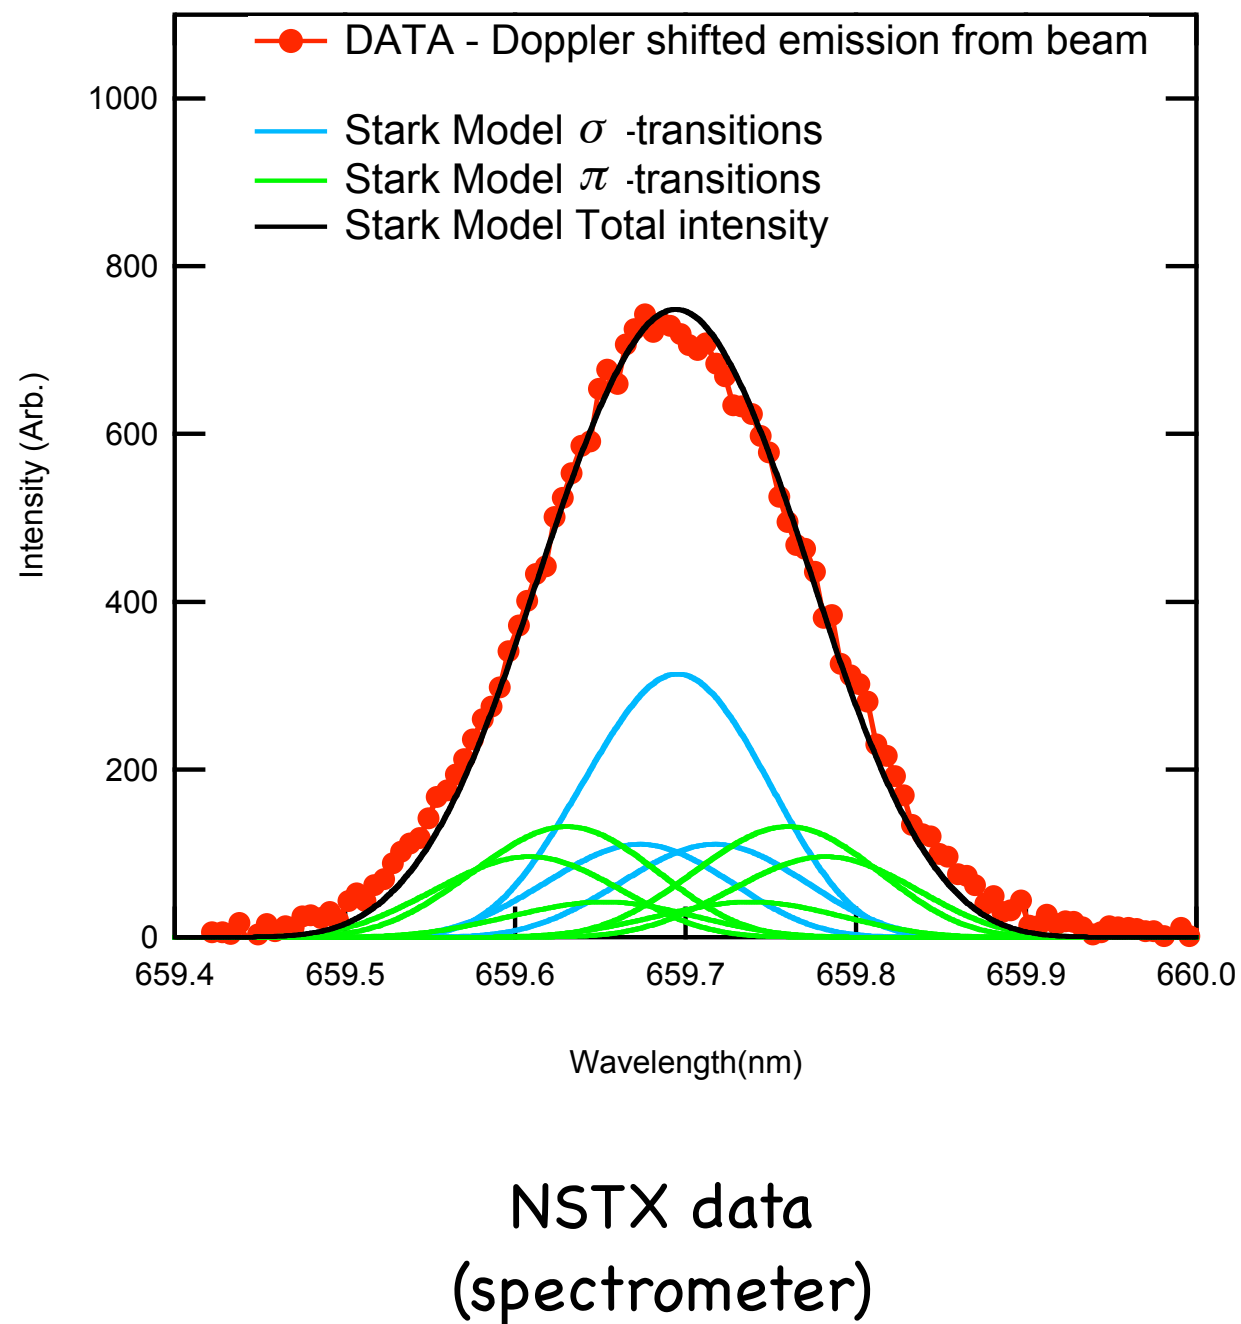 DATA - Doppler shifted emission from beam
Stark Model σ -transitions
Stark Model π -transitions
Stark Model Total intensity
1000
800
600
400
200
0
Intensity (Arb.)
659.4 659.5 659.6 659.7 659.8 659.9 660.0
Wavelength(nm)
NSTX data
(spectrometer)